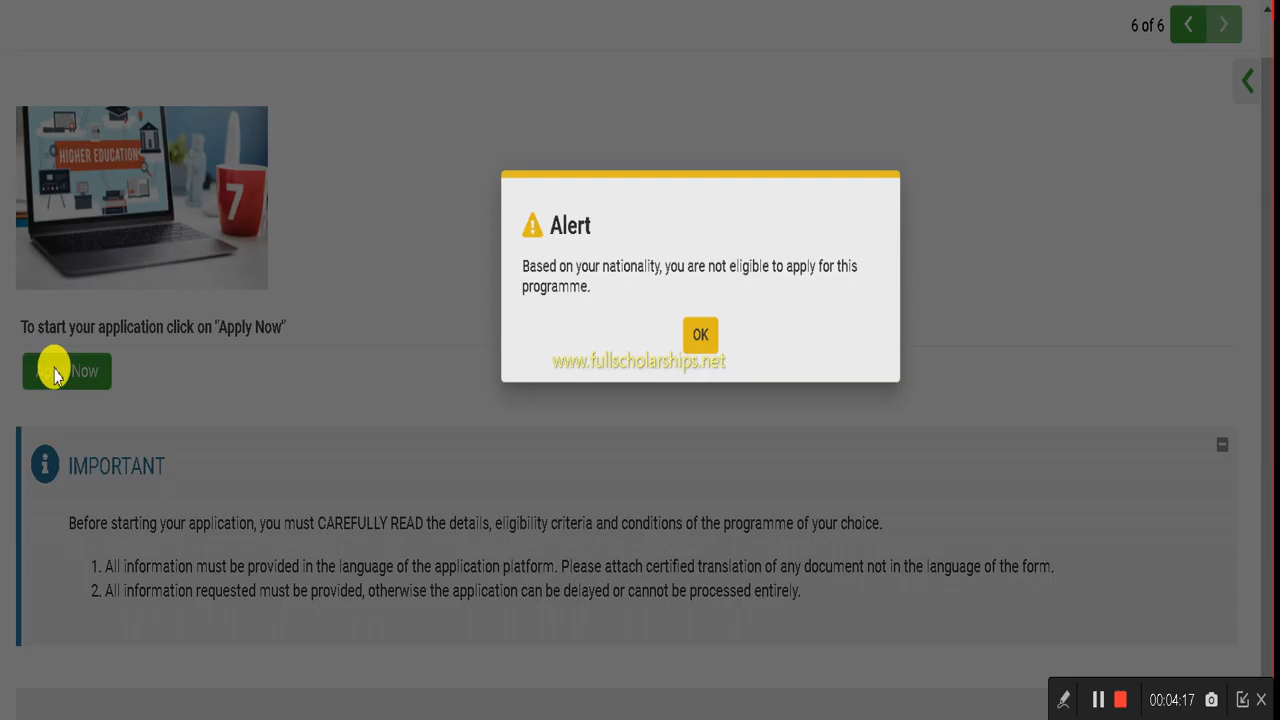 6 of 6
HIGHER EDUCATION
7
Alert
Based on your nationality, you are not eligible to apply for this
programme.
OK
www.fullscholarships.net
To start your application click on "Apply Now"
Apply Now
IMPORTANT
Before starting your application, you must CAREFULLY READ the details, eligibility criteria and conditions of the programme of your choice.
1. All information must be provided in the language of the application platform. Please attach certified translation of any document not in the language of the form.
2. All information requested must be provided, otherwise the application can be delayed or cannot be processed entirely.
00:04:17